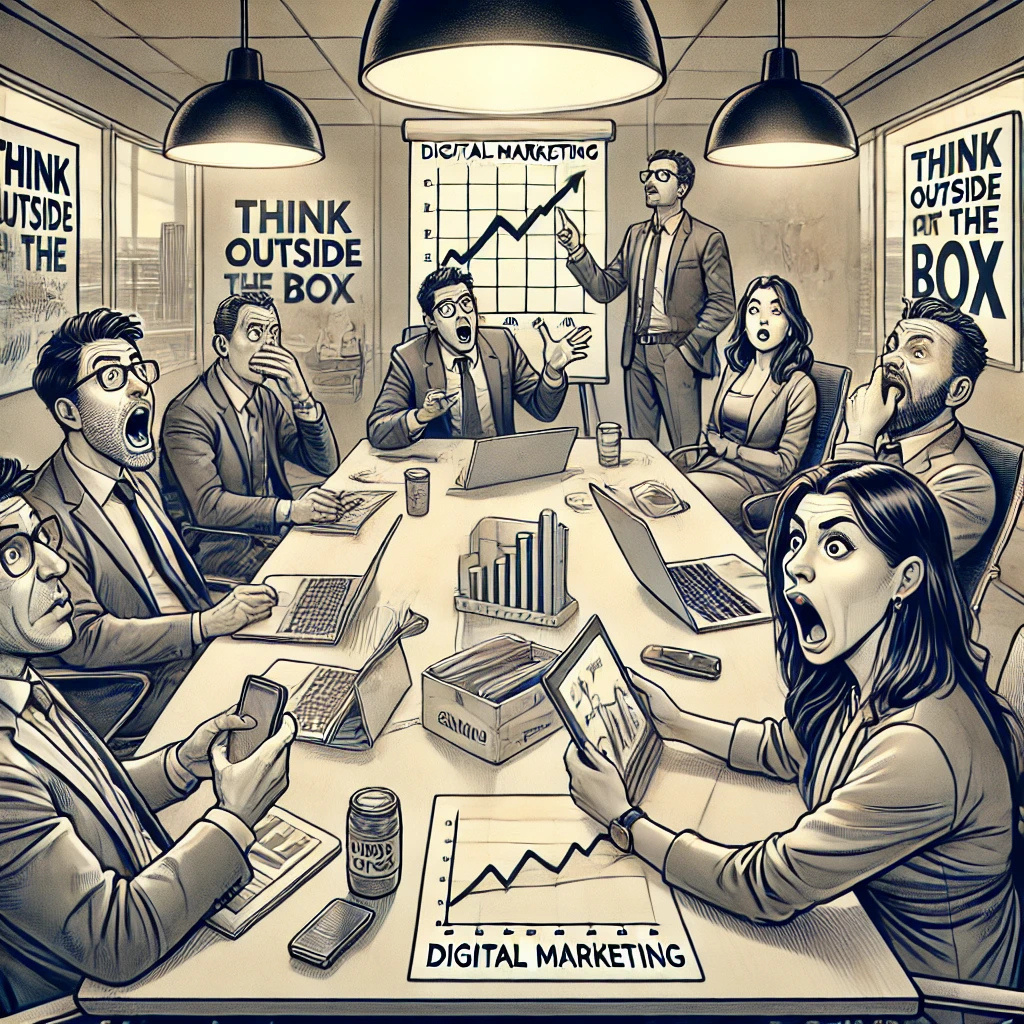 DIGITAL MARKETING
THINK
OUTSIDE
THE
THINK
OUTSIDE
THE BOX
THINK
OUTSIDE
THE
BOX
DIGITAL MARKETING